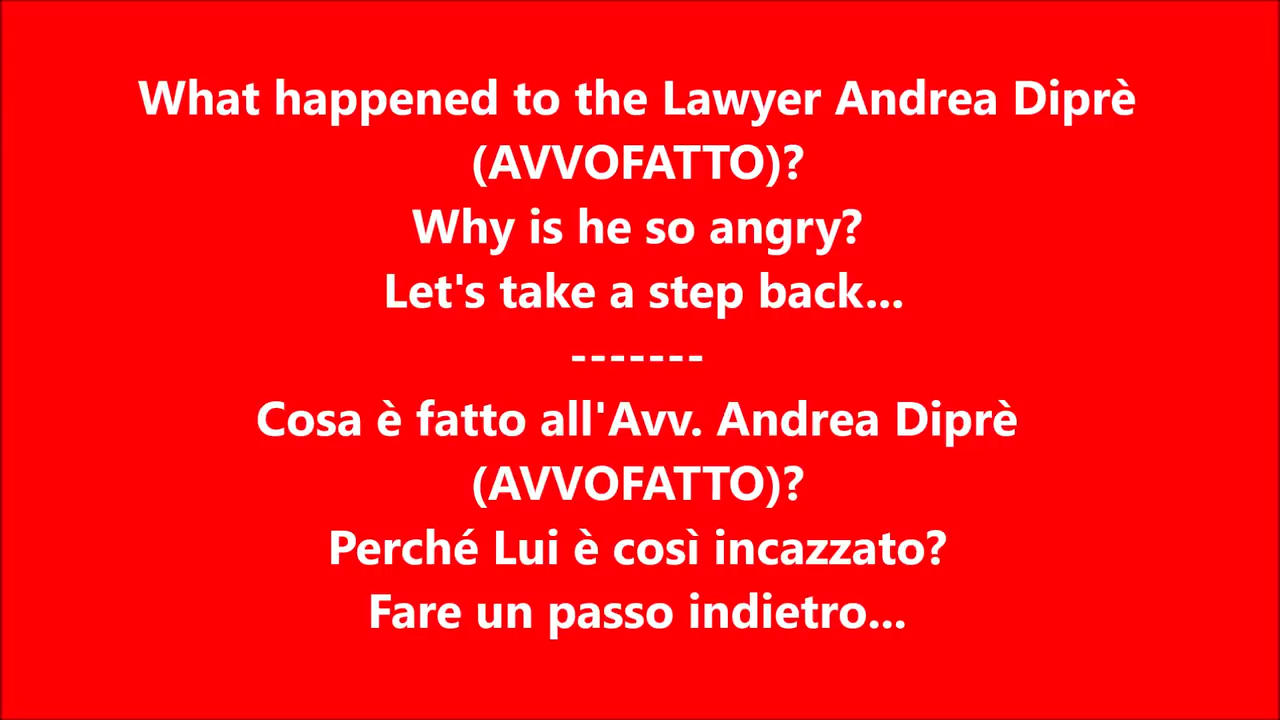 What happened to the Lawyer Andrea Diprè
(AVVOFATTO)?
Why is he so angry?
Let's take a step back...
-------
Cosa è fatto all'Avv. Andrea Diprè
(AVVOFATTO)?
Perché Lui è così incazzato?
Fare un passo indietro...